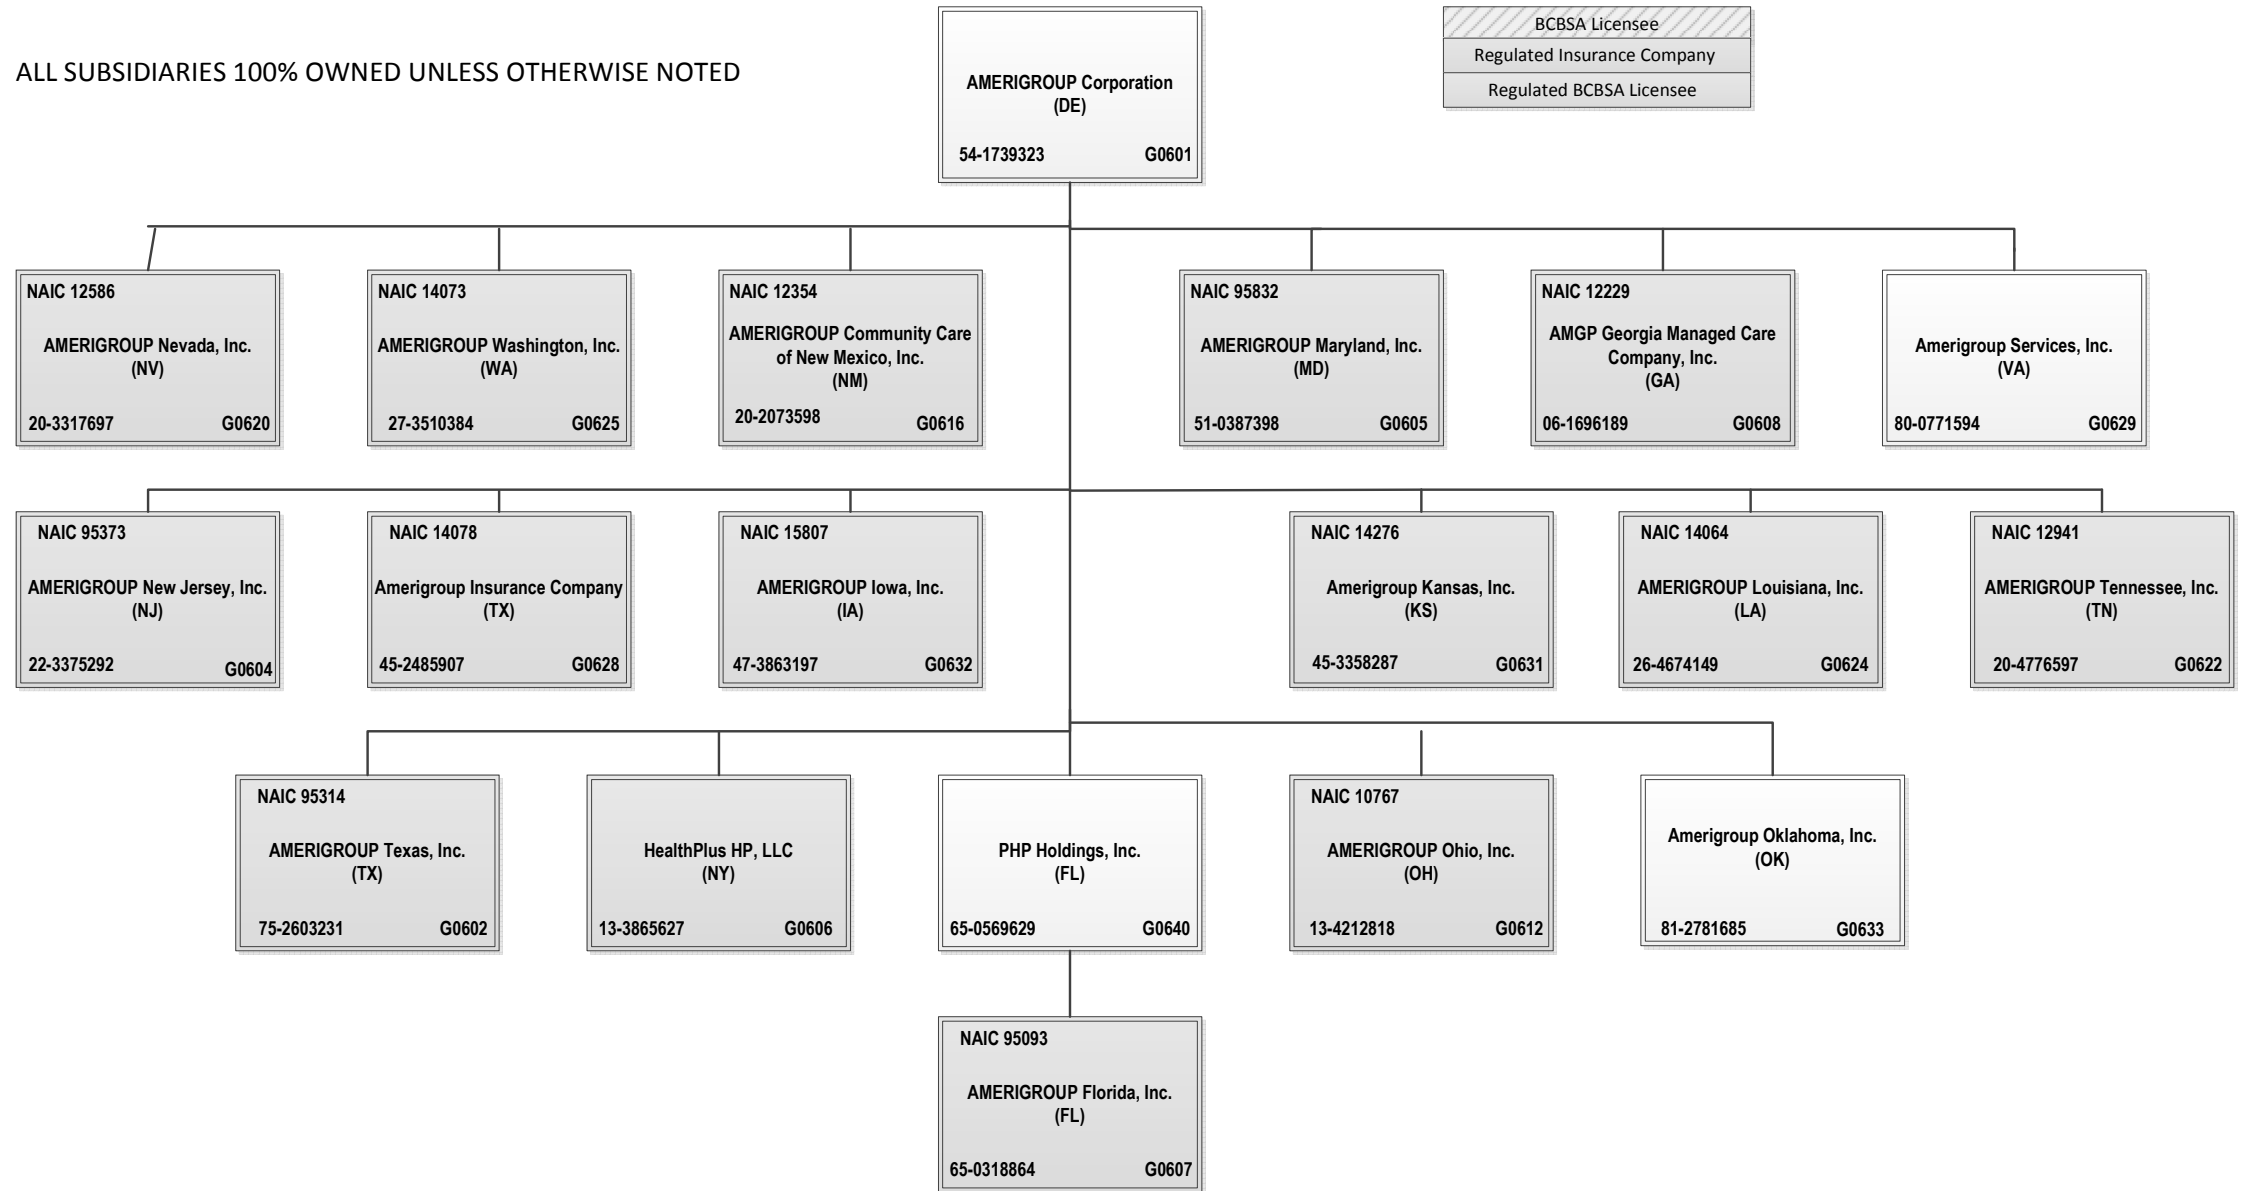 ALL SUBSIDIARIES 100% OWNED UNLESS OTHERWISE NOTED
BCBSA Licensee
Regulated Insurance Company
Regulated BCBSA Licensee
AMERIGROUP Corporation
(DE)
54-1739323 G0601
NAIC 12586
AMERIGROUP Nevada, Inc.
(NV)
20-3317697 G0620
NAIC 14073
AMERIGROUP Washington, Inc.
(WA)
27-3510384 G0625
NAIC 12354
AMERIGROUP Community Care
of New Mexico, Inc.
(NM)
20-2073598 G0616
NAIC 95832
AMERIGROUP Maryland, Inc.
(MD)
51-0387398 G0605
NAIC 12229
AMGP Georgia Managed Care
Company, Inc.
(GA)
06-1696189 G0608
Amerigroup Services, Inc.
(VA)
80-0771594 G0629
NAIC 95373
AMERIGROUP New Jersey, Inc.
(NJ)
22-3375292 G0604
NAIC 14078
Amerigroup Insurance Company
(TX)
45-2485907 G0628
NAIC 15807
AMERIGROUP Iowa, Inc.
(IA)
47-3863197 G0632
NAIC 14276
Amerigroup Kansas, Inc.
(KS)
45-3358287 G0631
NAIC 14064
AMERIGROUP Louisiana, Inc.
(LA)
26-4674149 G0624
NAIC 12941
AMERIGROUP Tennessee, Inc.
(TN)
20-4776597 G0622
NAIC 95314
AMERIGROUP Texas, Inc.
(TX)
75-2603231 G0602
HealthPlus HP, LLC
(NY)
13-3865627 G0606
PHP Holdings, Inc.
(FL)
65-0569629 G0640
NAIC 10767
AMERIGROUP Ohio, Inc.
(OH)
13-4212818 G0612
Amerigroup Oklahoma, Inc.
(OK)
81-2781685 G0633
NAIC 95093
AMERIGROUP Florida, Inc.
(FL)
65-0318864 G0607